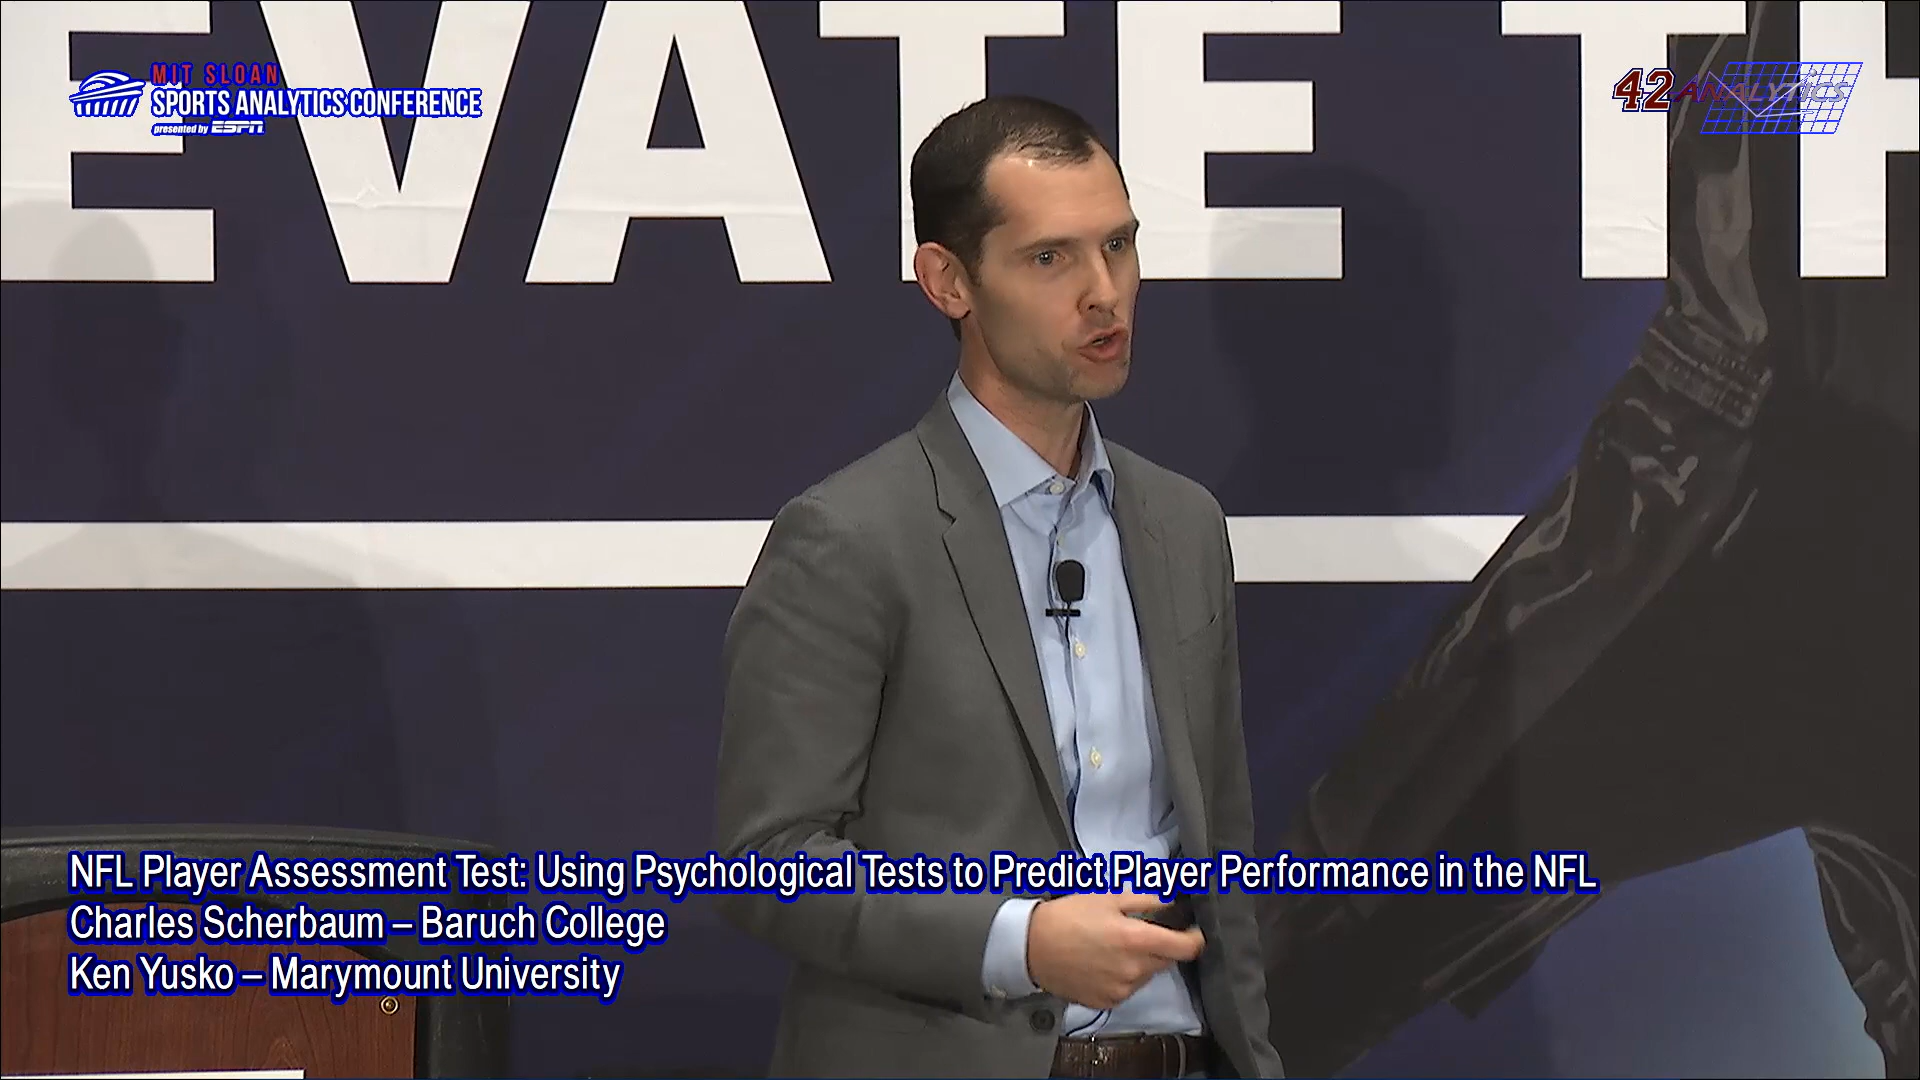 EVATE TH
MIT SLOAN
SPORTS ANALYTICS CONFERENCE
presented by ESPN
42 ANALYTICS
NFL Player Assessment Test: Using Psychological Tests to Predict Player Performance in the NFL
Charles Scherbaum – Baruch College
Ken Yusko – Marymount University